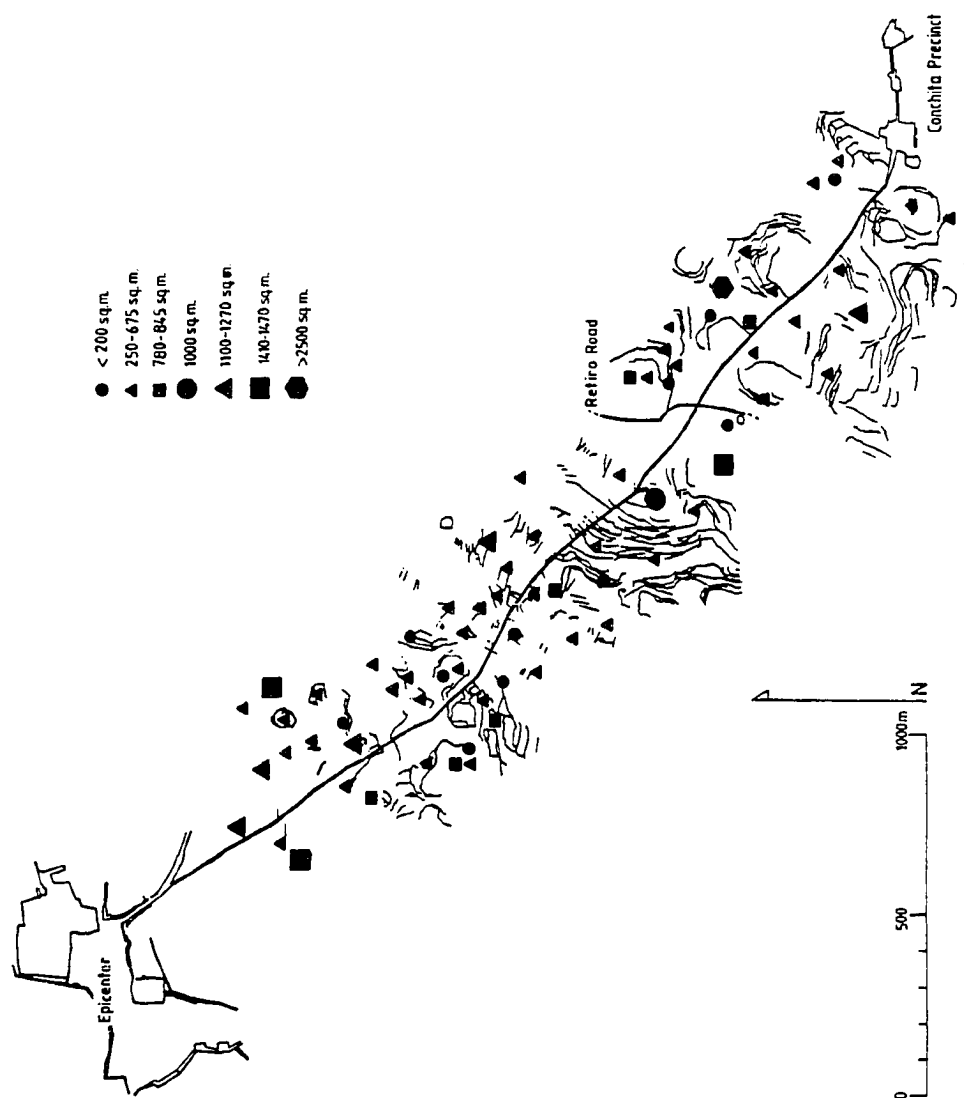 Epicenter
< 200 sq.m.
250-675 sq.m.
780-845 sq.m.
1000 sq.m.
1100-1270 sq.m.
1410-1470 sq.m.
>2500 sq.m.
Retiro Road
Conchita Precinct
0
500
1000m
N